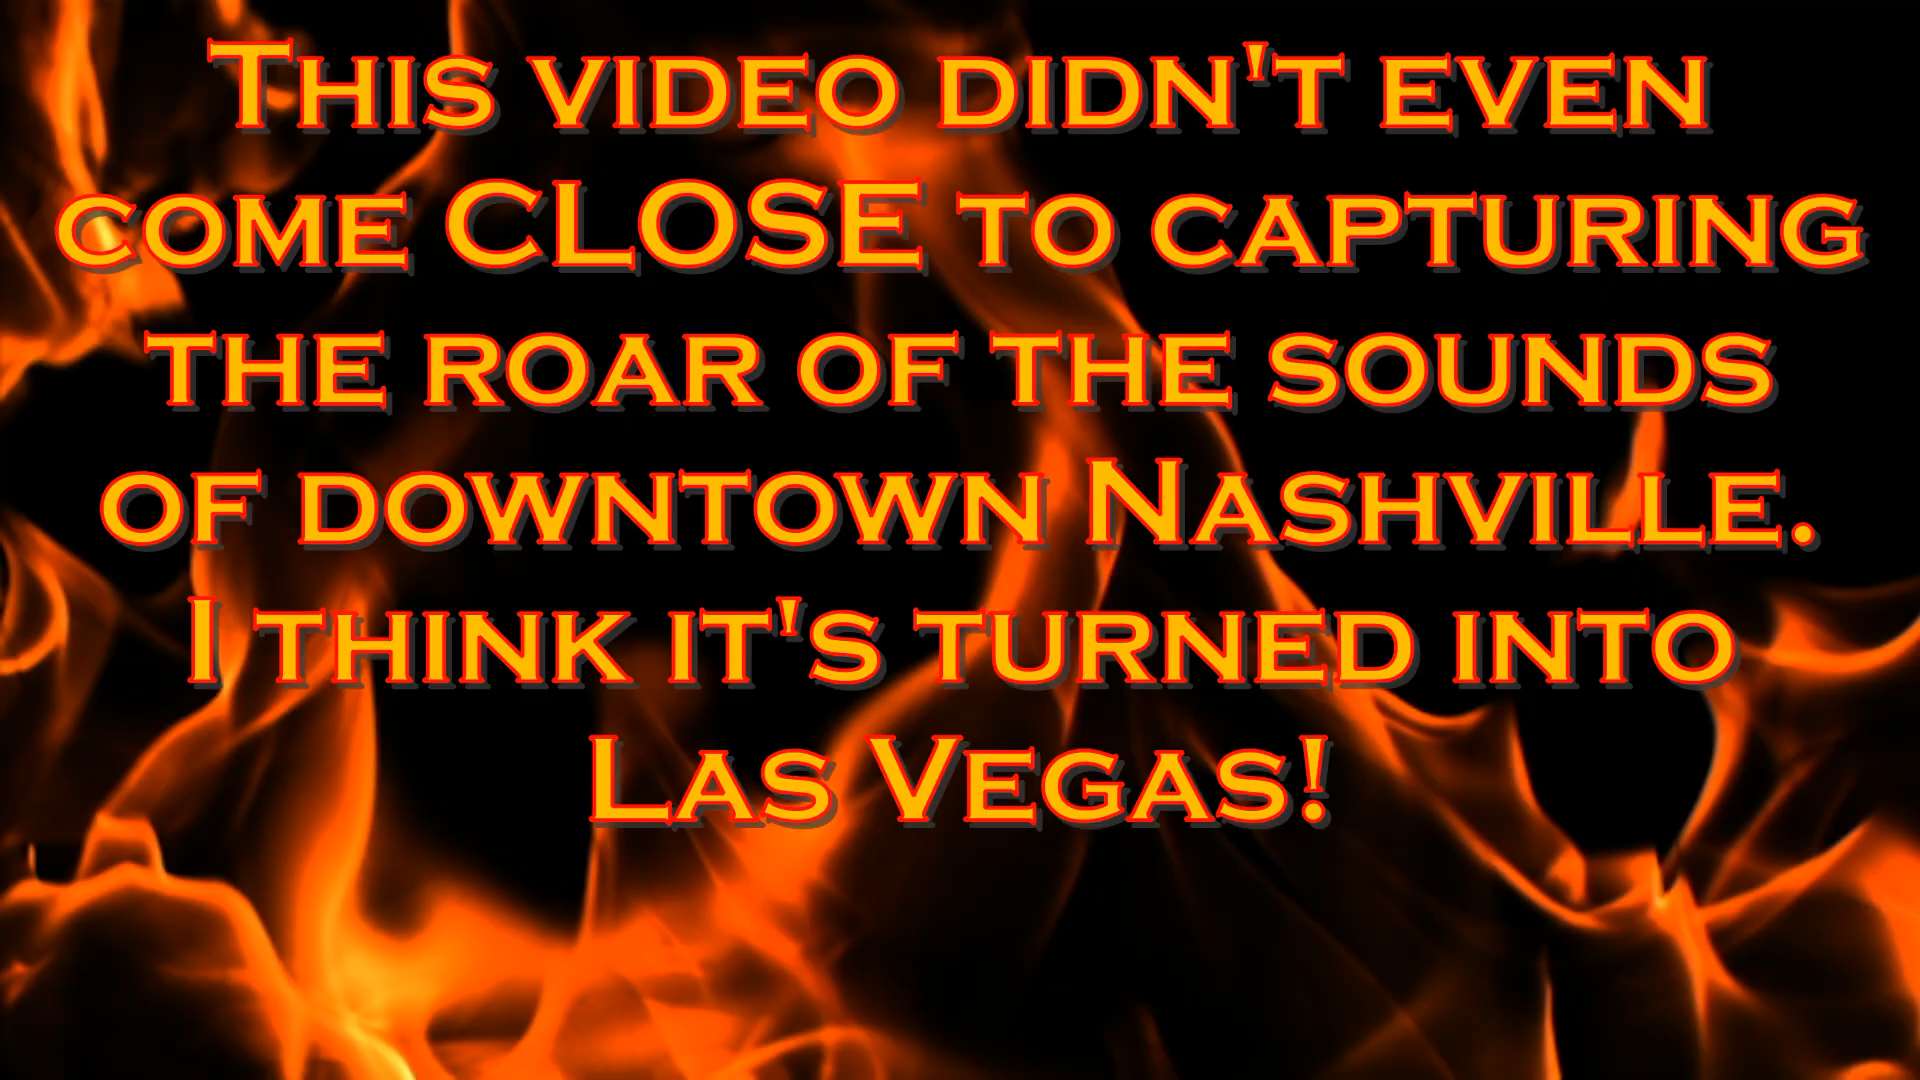 This video didn't even
come CLOSE to capturing
the roar of the sounds
of downtown Nashville.
I think it's turned into
Las Vegas!